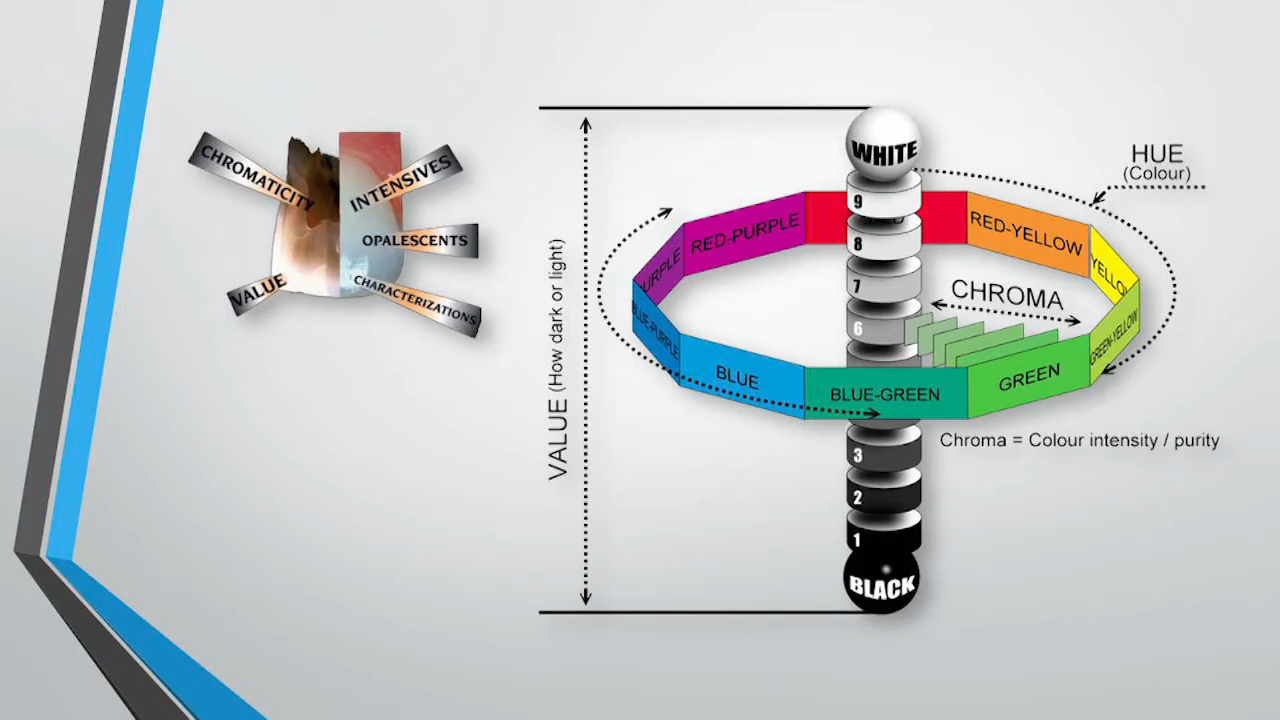 CHROMATICITY
INTENSIVES
OPALESCENTS
VALUE
CHARACTERIZATIONS
VALUE (How dark or light)
WHITE
9
8
7
6
3
2
1
BLACK
HUE
(Colour)
RED-PURPLE
RED-YELLOW
GREEN-YELLOW
GREEN
BLUE-GREEN
BLUE
BLUE-PURPLE
CHROMA
Chroma = Colour intensity / purity